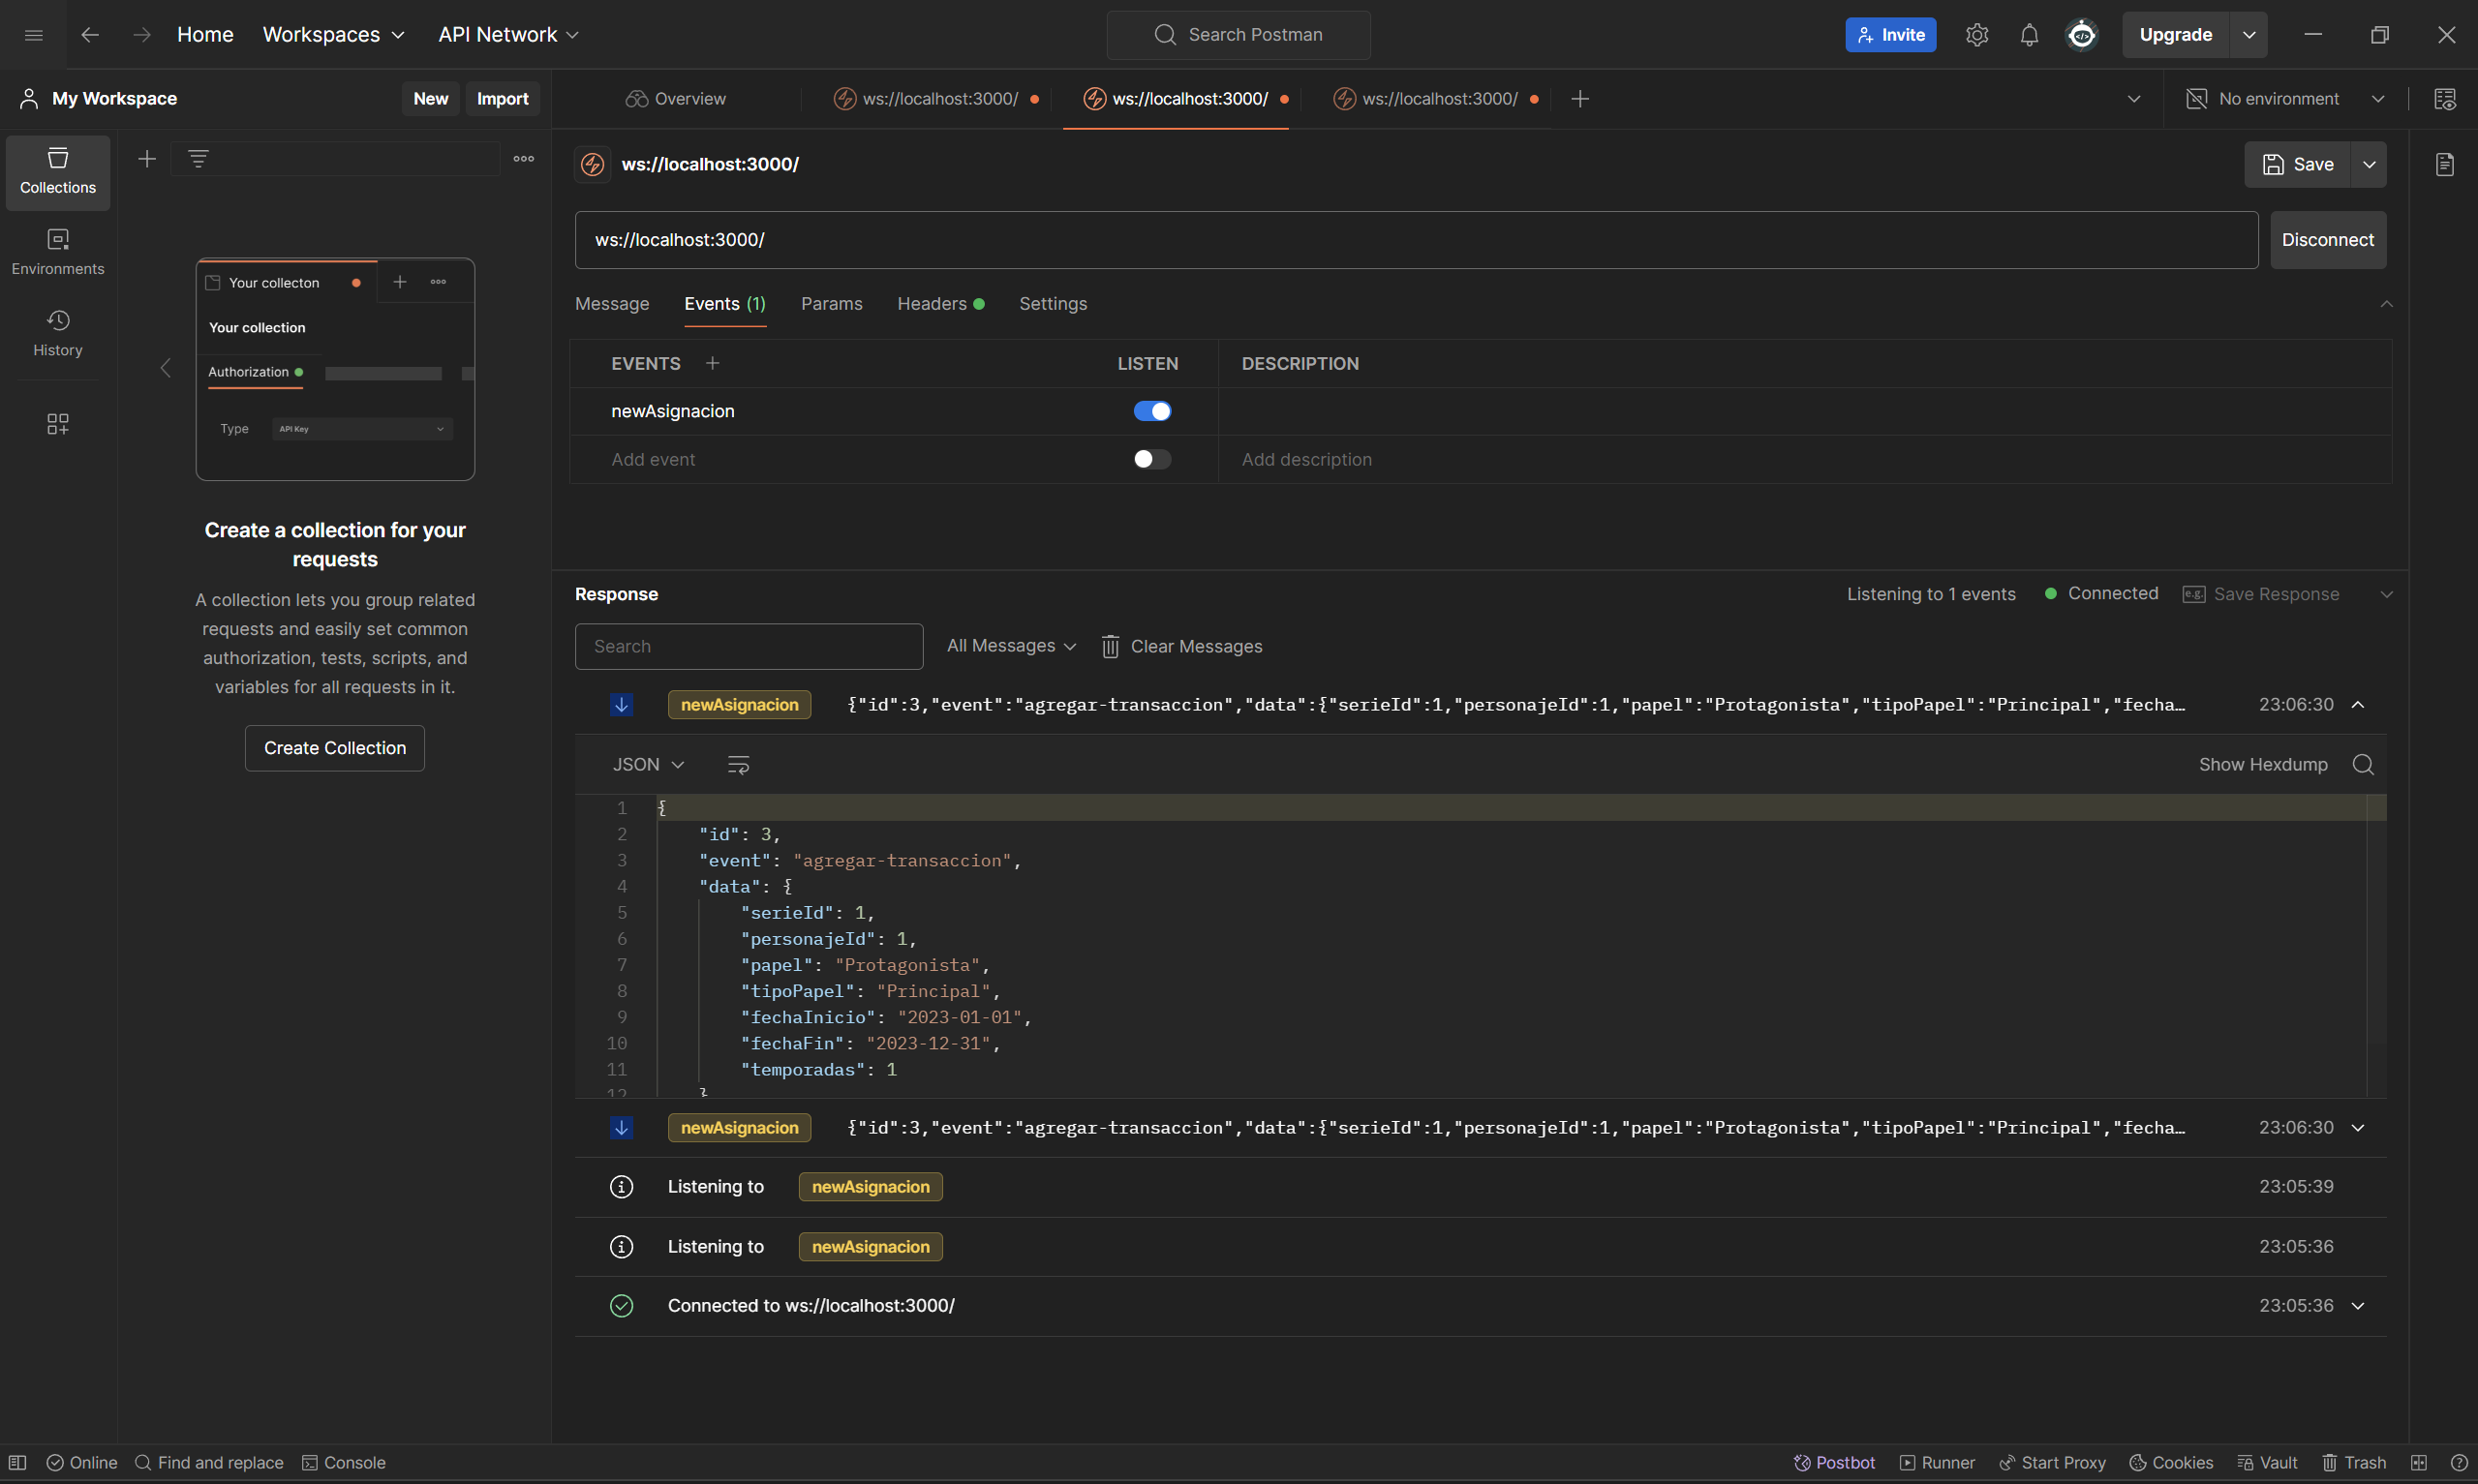 Home Workspaces API Network Search Postman Invite Upgrade
My Workspace New Import Overview ws://localhost:3000/ ws://localhost:3000/ ws://localhost:3000/ No environment
Collections
Environments
History
Your collecton
Your collection
Authorization
Type API Key
Create a collection for your
requests
A collection lets you group related
requests and easily set common
authorization, tests, scripts, and
variables for all requests in it.
Create Collection
ws://localhost:3000/ Save
ws://localhost:3000/ Disconnect
Message Events (1) Params Headers Settings
EVENTS LISTEN DESCRIPTION
newAsignacion
Add event Add description
Response Listening to 1 events Connected e.g. Save Response
Search All Messages Clear Messages
newAsignacion {"id":3,"event":"agregar-transaccion","data":{"serieId":1,"personajeId":1,"papel":"Protagonista","tipoPapel":"Principal","fecha… 23:06:30
JSON Show Hexdump
1 {
2 "id": 3,
3 "event": "agregar-transaccion",
4 "data": {
5 "serieId": 1,
6 "personajeId": 1,
7 "papel": "Protagonista",
8 "tipoPapel": "Principal",
9 "fechaInicio": "2023-01-01",
10 "fechaFin": "2023-12-31",
11 "temporadas": 1
12 }
newAsignacion {"id":3,"event":"agregar-transaccion","data":{"serieId":1,"personajeId":1,"papel":"Protagonista","tipoPapel":"Principal","fecha… 23:06:30
Listening to newAsignacion 23:05:39
Listening to newAsignacion 23:05:36
Connected to ws://localhost:3000/ 23:05:36
Online Find and replace Console Postbot Runner Start Proxy Cookies Vault Trash